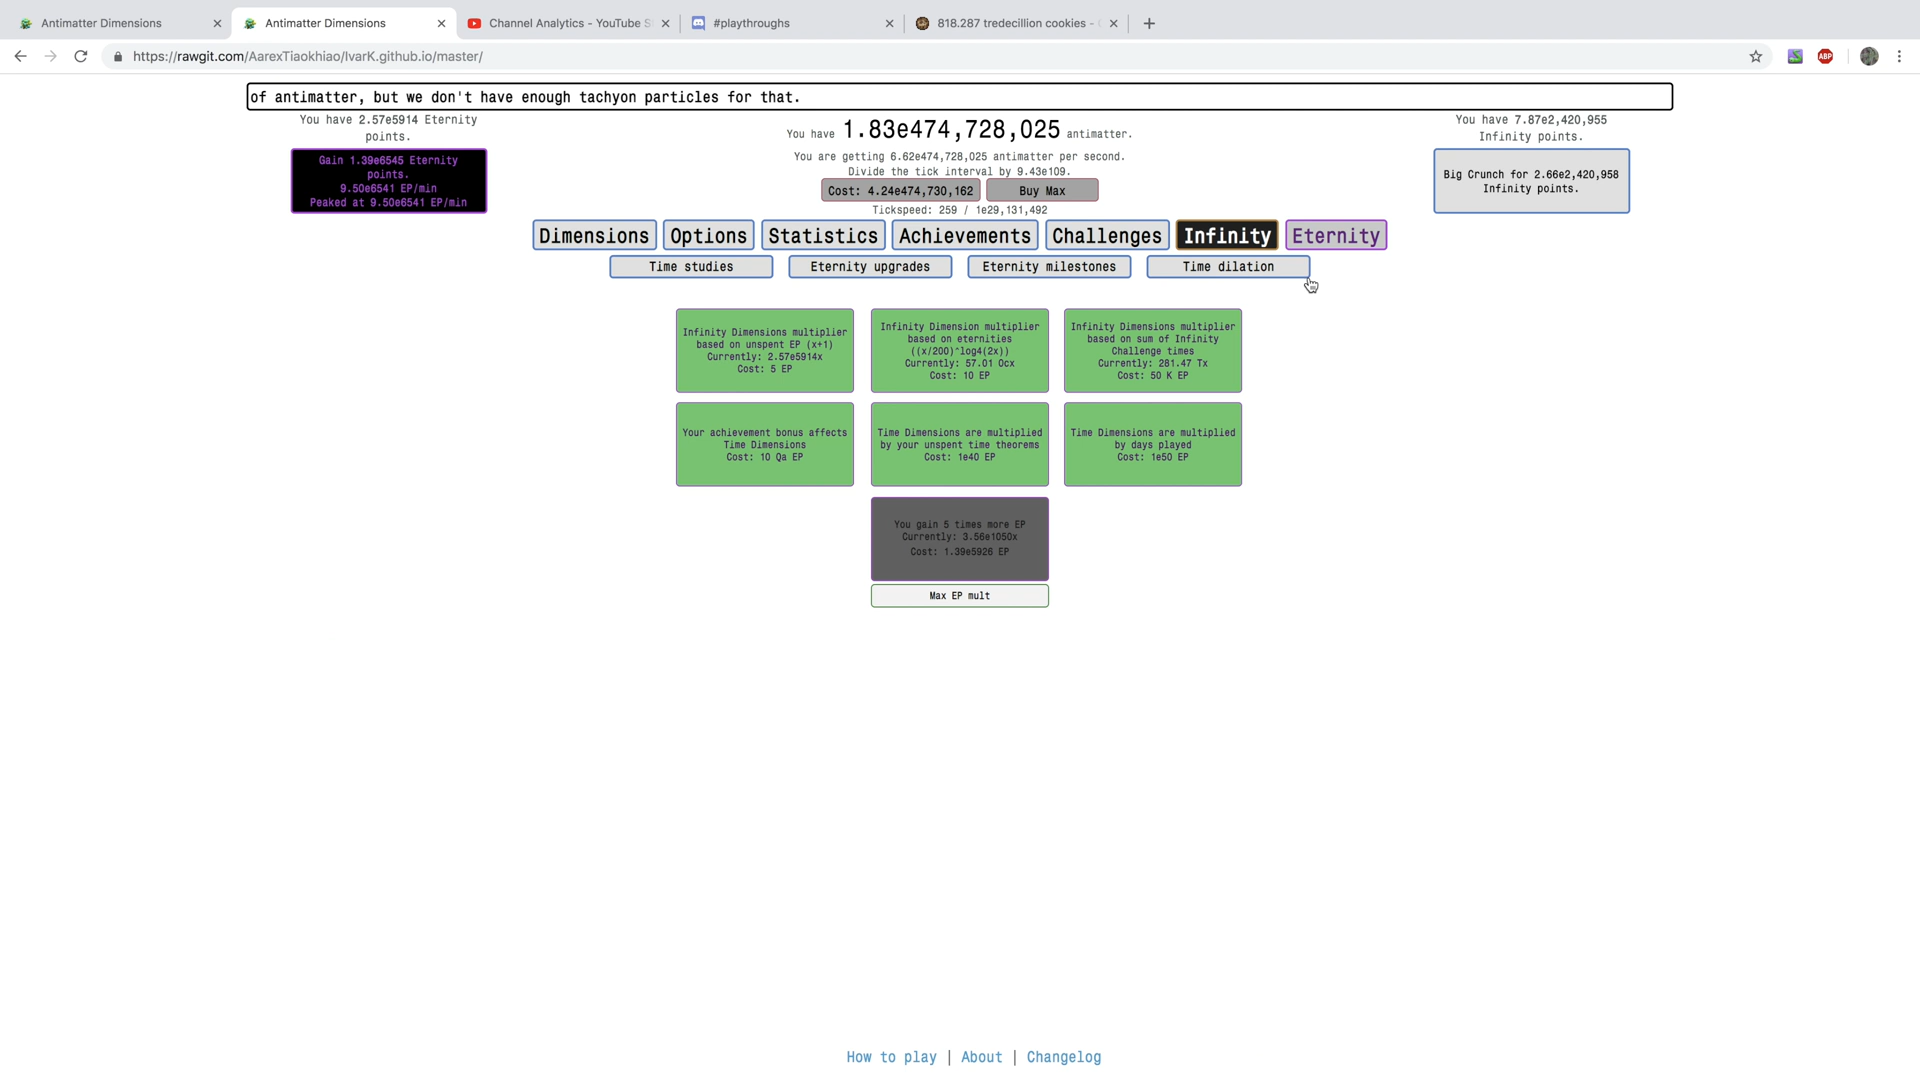 Antimatter Dimensions
Antimatter Dimensions
Channel Analytics - YouTube S
#playthroughs
818.287 tredecillion cookies -
https://rawgit.com/AarexTiaokhiao/IvarK.github.io/master/
ABP
of antimatter, but we don't have enough tachyon particles for that.
You have 2.57e5914 Eternity
points.
Gain 1.39e6545 Eternity
points.
9.50e6541 EP/min
Peaked at 9.50e6541 EP/min
You have 1.83e474,728,025 antimatter.
You are getting 6.62e474,728,025 antimatter per second.
Divide the tick interval by 9.43e109.
Cost: 4.24e474,730,162
Buy Max
Tickspeed: 259 / 1e29,131,492
You have 7.87e2,420,955
Infinity points.
Big Crunch for 2.66e2,420,958
Infinity points.
Dimensions
Options
Statistics
Achievements
Challenges
Infinity
Eternity
Time studies
Eternity upgrades
Eternity milestones
Time dilation
Infinity Dimensions multiplier
based on unspent EP (x+1)
Currently: 2.57e5914x
Cost: 5 EP
Infinity Dimension multiplier
based on eternities
((x/200)^log4(2x))
Currently: 57.01 Ocx
Cost: 10 EP
Infinity Dimensions multiplier
based on sum of Infinity
Challenge times
Currently: 281.47 Tx
Cost: 50 K EP
Your achievement bonus affects
Time Dimensions
Cost: 10 Qa EP
Time Dimensions are multiplied
by your unspent time theorems
Cost: 1e40 EP
Time Dimensions are multiplied
by days played
Cost: 1e50 EP
You gain 5 times more EP
Currently: 3.56e1050x
Cost: 1.39e5926 EP
Max EP mult
How to play | About | Changelog